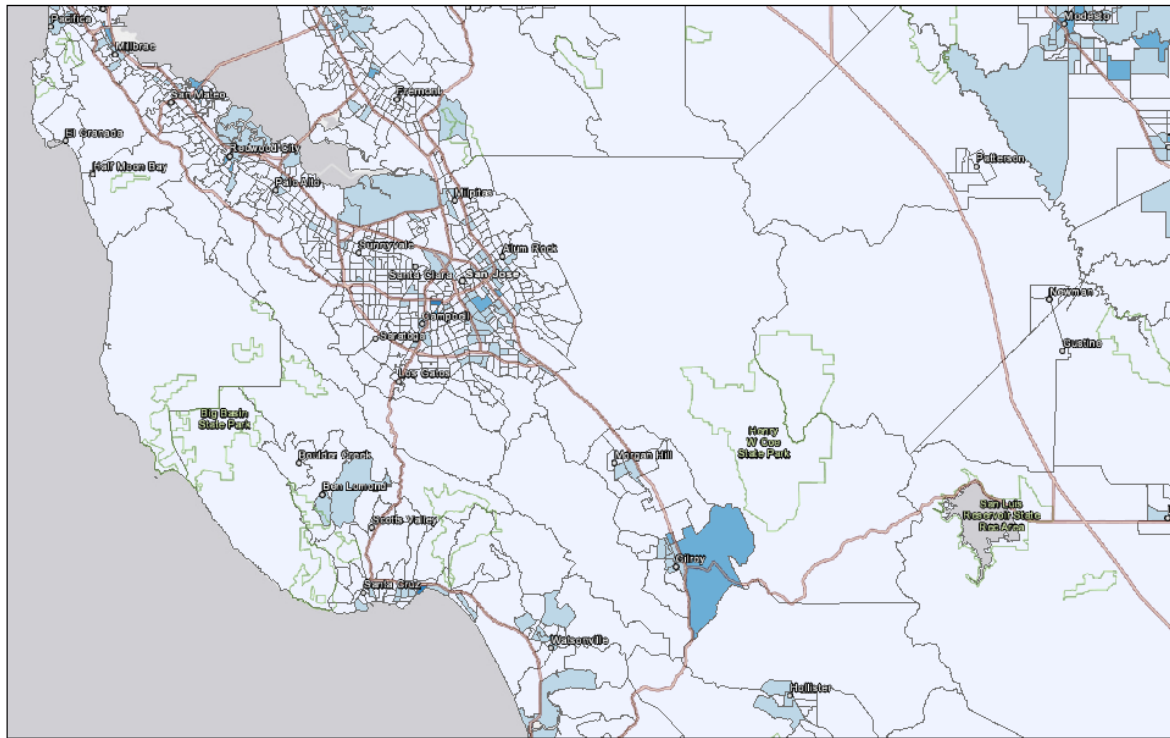 Pacifica
Modesto
Millbrae
San Mateo
Fremont
El Granada
Redwood City
Half Moon Bay
Patterson
Palo Alto
Milpitas
Sunnyvale
Alum Rock
Santa Clara
San Jose
Newman
Campbell
Saratoga
Gustine
Los Gatos
Big Basin
State Park
Henry
W Coe
State Park
Boulder Creek
Morgan Hill
Ben Lomond
San Luis
Reservoir State
Rec Area
Scotts Valley
Gilroy
Santa Cruz
Watsonville
Hollister